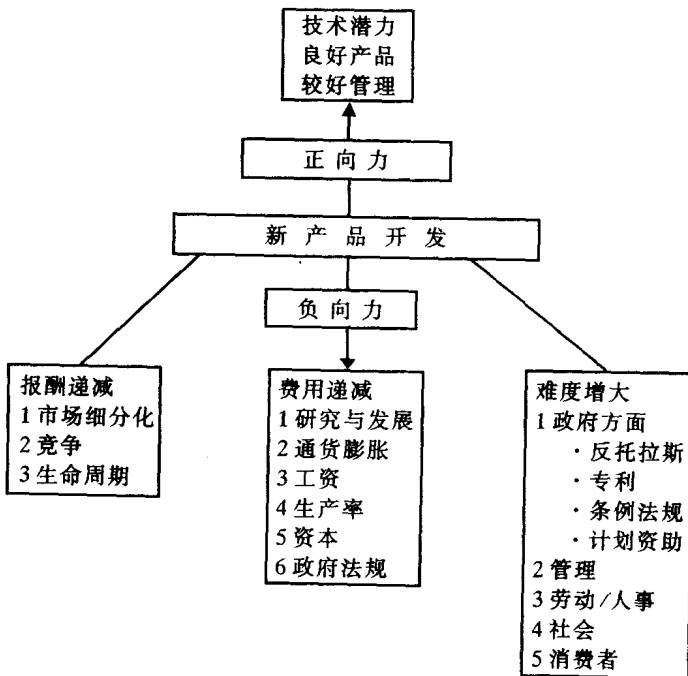 技术潜力
良好产品
较好管理
正向力
新产品开发
负向力
报酬递减
1 市场细分化
2 竞争
3 生命周期
费用递减
1 研究与发展
2 通货膨胀
3 工资
4 生产率
5 资本
6 政府法规
难度增大
1 政府方面
· 反托拉斯
· 专利
· 条例法规
· 计划资助
2 管理
3 劳动/人事
4 社会
5 消费者